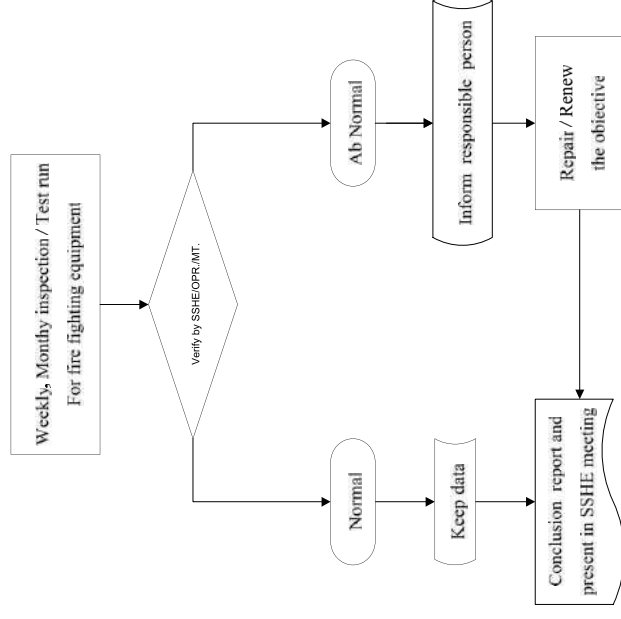 Weekly, Monthy inspection / Test run
For fire fighting equipment
Verify by SSHE/OPR./MT.
Normal
Ab Normal
Keep data
Inform responsible person
Conclusion report and
present in SSHE meeting
Repair / Renew
the obiective